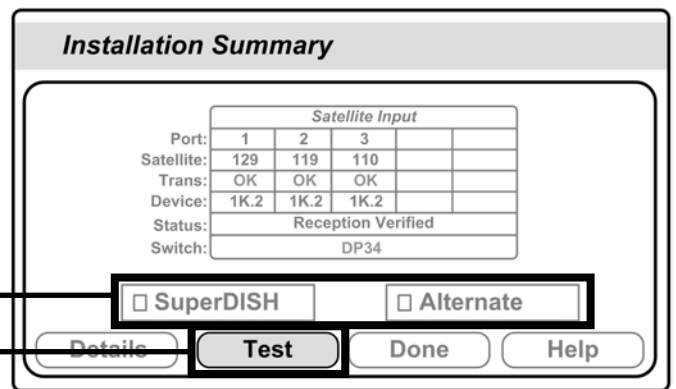 Installation Summary
Satellite Input
Port: 1 2 3
Satellite: 129 119 110
Trans: OK OK OK
Device: 1K.2 1K.2 1K.2
Status: Reception Verified
Switch: DP34
SuperDISH Alternate
Details Test Done Help